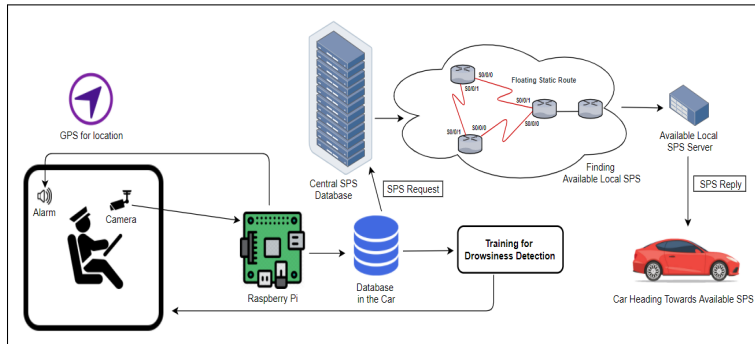 GPS for location
Alarm
Camera
Raspberry Pi
Database
in the Car
Central SPS
Database
SPS Request
Training for
Drowsiness Detection
Floating Static Route
S0/0/0
S0/0/1
S0/0/1
S0/0/0
S0/0/1
S0/0/0
Finding
Available Local SPS
Available Local
SPS Server
SPS Reply
Car Heading Towards Available SPS